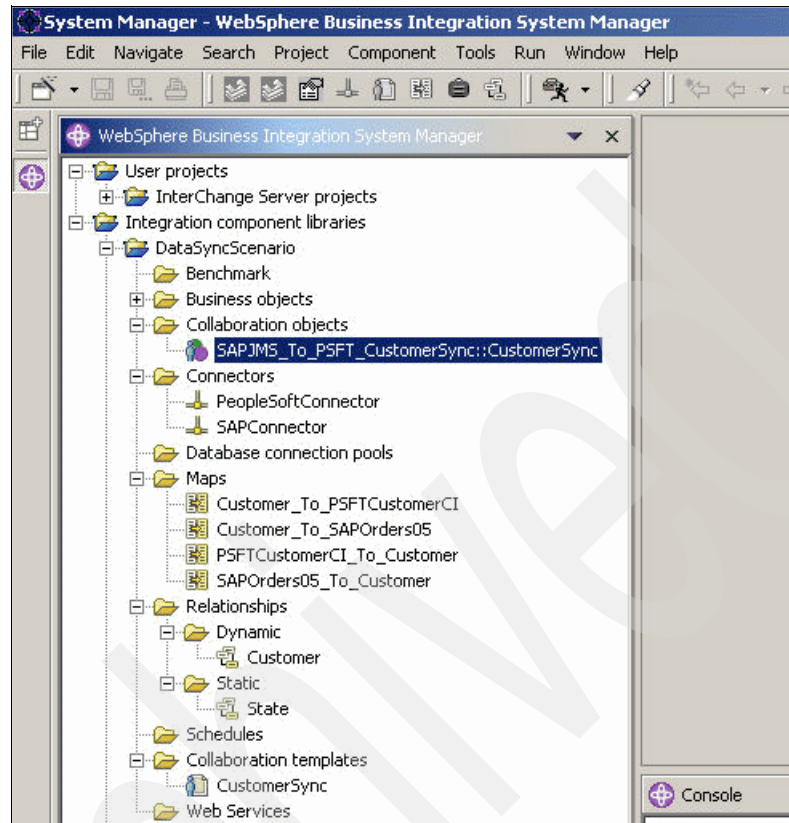 System Manager - WebSphere Business Integration System Manager
File Edit Navigate Search Project Component Tools Run Window Help
WebSphere Business Integration System Manager
User projects
InterChange Server projects
Integration component libraries
DataSyncScenario
Benchmark
Business objects
Collaboration objects
SAPJMS_To_PSFT_CustomerSync::CustomerSync
Connectors
PeopleSoftConnector
SAPConnector
Database connection pools
Maps
Customer_To_PSFTCustomerCI
Customer_To_SAPOrders05
PSFTCustomerCI_To_Customer
SAPOrders05_To_Customer
Relationships
Dynamic
Customer
Static
State
Schedules
Collaboration templates
CustomerSync
Web Services
Console